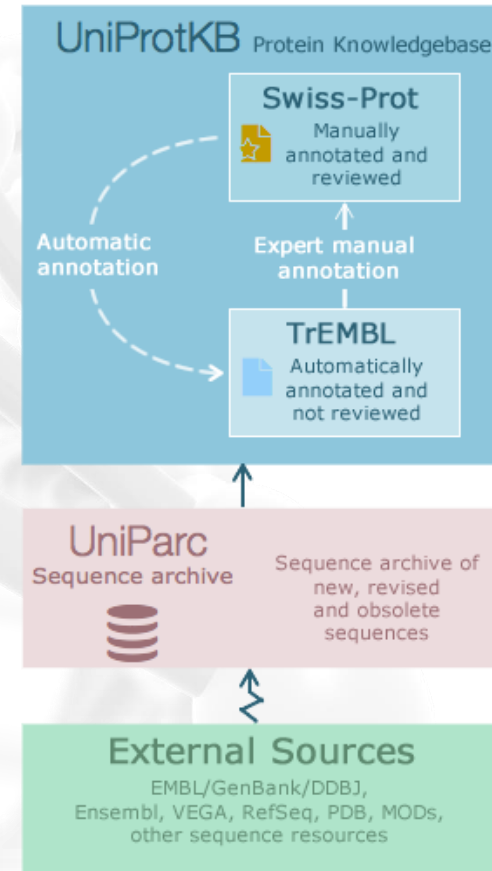 UniProtKB Protein Knowledgebase
Swiss-Prot
Manually
annotated and
reviewed
Automatic
annotation
Expert manual
annotation
TrEMBL
Automatically
annotated and
not reviewed
UniParc
Sequence archive
Sequence archive of
new, revised
and obsolete
sequences
External Sources
EMBL/GenBank/DDBJ,
Ensembl, VEGA, RefSeq, PDB, MODs,
other sequence resources